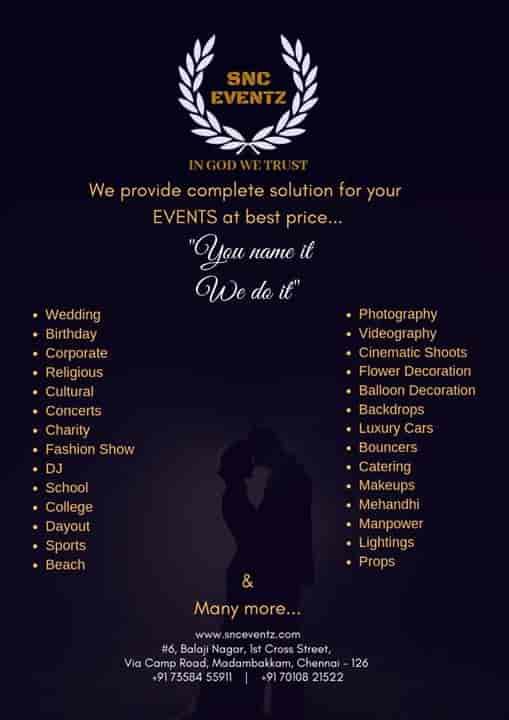 SNC
EVENTZ
IN GOD WE TRUST
We provide complete solution for your
EVENTS at best price...
"You name it
We do it"
• Wedding
• Birthday
• Corporate
• Religious
• Cultural
• Concerts
• Charity
• Fashion Show
• DJ
• School
• College
• Dayout
• Sports
• Beach
• Photography
• Videography
• Cinematic Shoots
• Flower Decoration
• Balloon Decoration
• Backdrops
• Luxury Cars
• Bouncers
• Catering
• Makeups
• Mehandhi
• Manpower
• Lightings
• Props
&
Many more...
www.snceventz.com
#6, Balaji Nagar, 1st Cross Street,
Via Camp Road, Madambakkam, Chennai - 126
+91 73584 55911 | +91 70108 21522